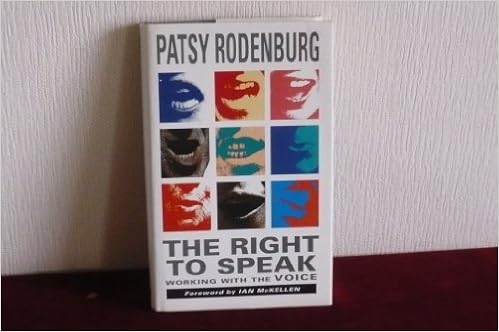 PATSY RODENBURG
THE RIGHT
TO SPEAK
WORKING WITH THE VOICE
Foreword by IAN McKELLEN